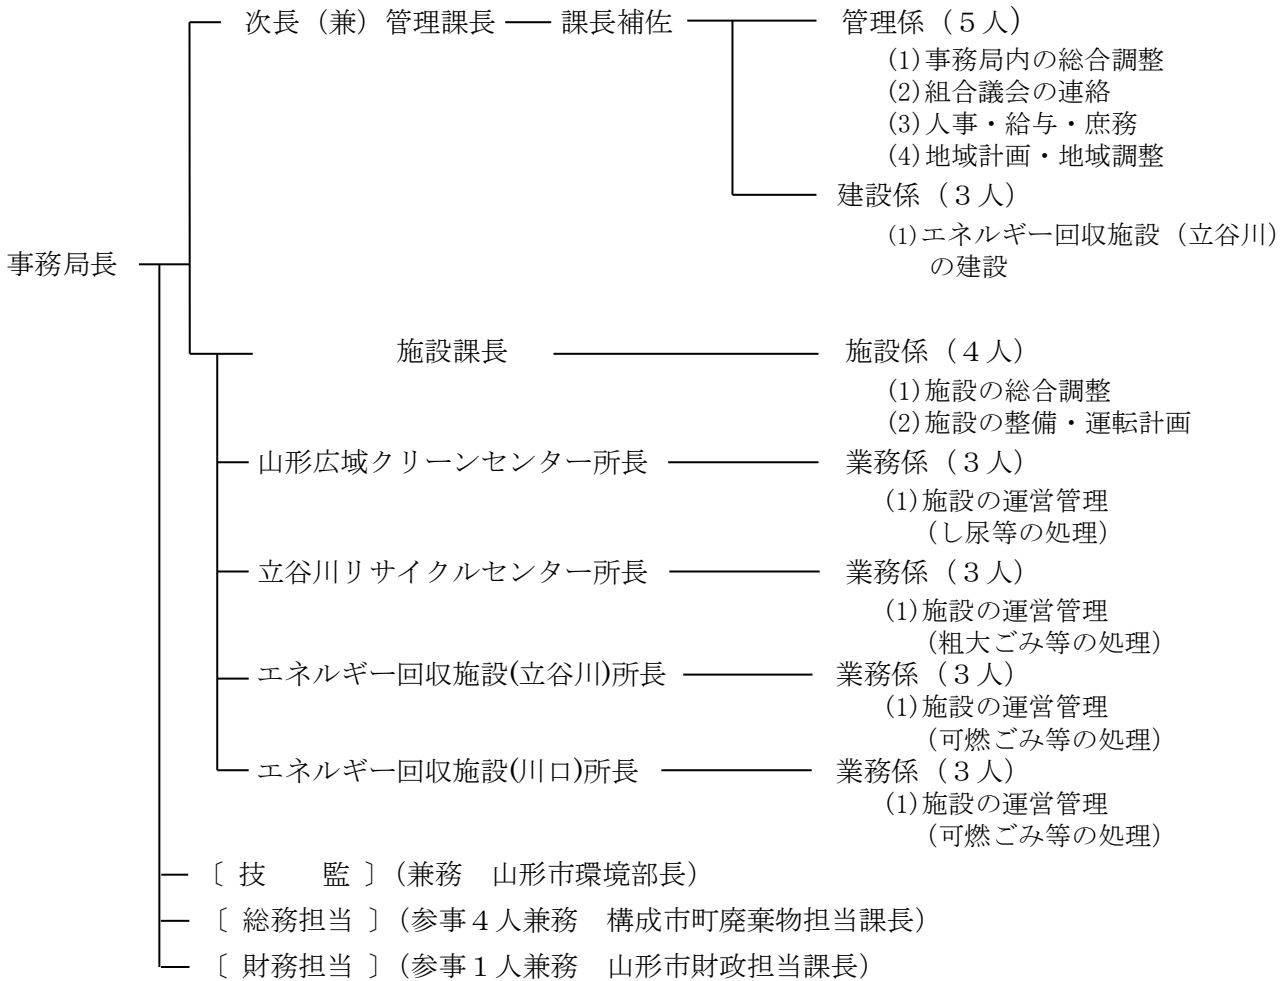 次長（兼）管理課長 課長補佐 管理係（５人）
(1)事務局内の総合調整
(2)組合議会の連絡
(3)人事・給与・庶務
(4)地域計画・地域調整
建設係（３人）
(1)エネルギー回収施設（立谷川）
の建設
事務局長
施設課長 施設係（４人）
(1)施設の総合調整
(2)施設の整備・運転計画
山形広域クリーンセンター所長 業務係（３人）
(1)施設の運営管理
（し尿等の処理）
立谷川リサイクルセンター所長 業務係（３人）
(1)施設の運営管理
（粗大ごみ等の処理）
エネルギー回収施設(立谷川)所長 業務係（３人）
(1)施設の運営管理
（可燃ごみ等の処理）
エネルギー回収施設(川口)所長 業務係（３人）
(1)施設の運営管理
（可燃ごみ等の処理）
〔 技　　監 〕（兼務　山形市環境部長）
〔 総務担当 〕（参事４人兼務　構成市町廃棄物担当課長）
〔 財務担当 〕（参事１人兼務　山形市財政担当課長）